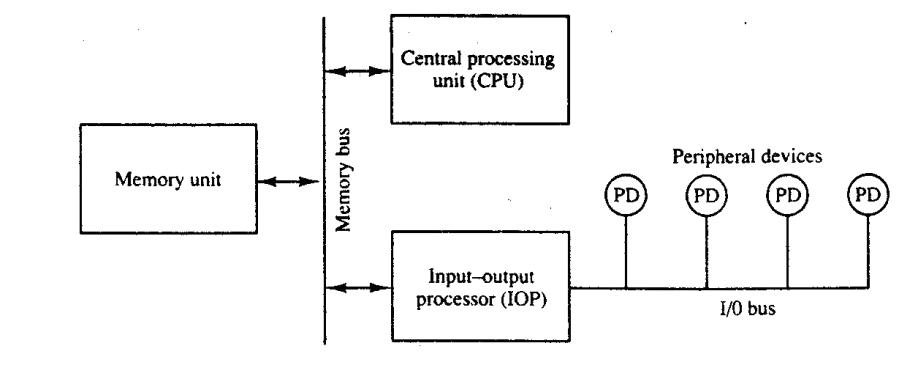 Central processing
unit (CPU)
Memory unit
Memory bus
Peripheral devices
PD
PD
PD
PD
Input–output
processor (IOP)
I/0 bus